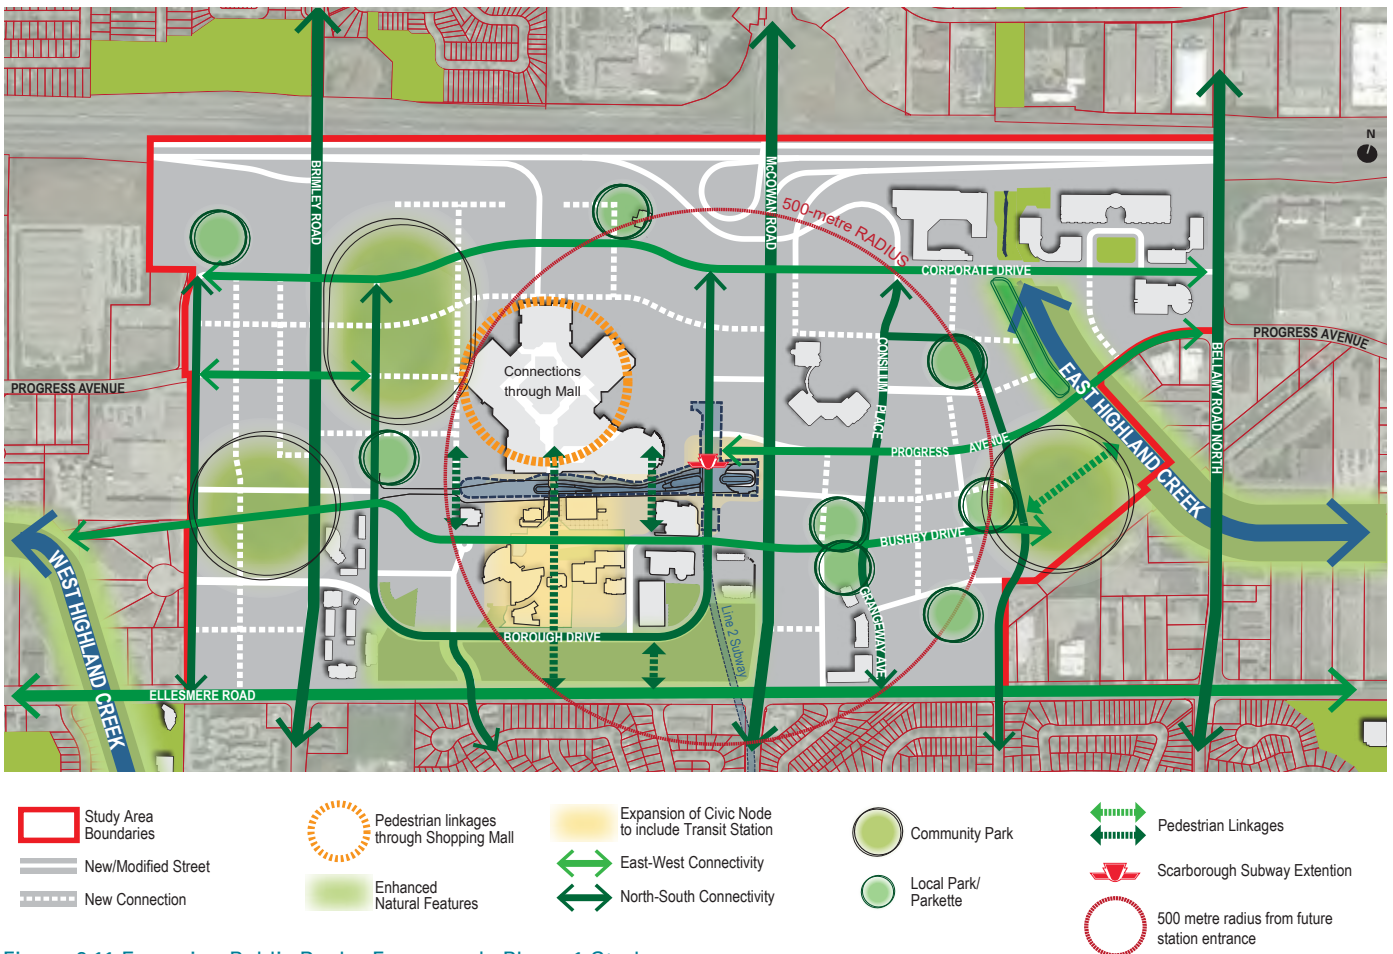 N
BRIMLEY ROAD
McCOWAN ROAD
500-metre RADIUS
CORPORATE DRIVE
PROGRESS AVENUE
BELLAMY ROAD NORTH
EAST HIGHLAND CREEK
CONSILIUM PLACE
Connections
through Mall
PROGRESS AVENUE
PROGRESS AVENUE
BUSHBY DRIVE
WEST HIGHLAND CREEK
GRANGEWAY AVE
Line 2 Subway
BOROUGH DRIVE
ELLESMERE ROAD
Study Area
Boundaries
New/Modified Street
New Connection
Pedestrian linkages
through Shopping Mall
Enhanced
Natural Features
Expansion of Civic Node
to include Transit Station
East-West Connectivity
North-South Connectivity
Community Park
Local Park/
Parkette
Pedestrian Linkages
Scarborough Subway Extention
500 metre radius from future
station entrance